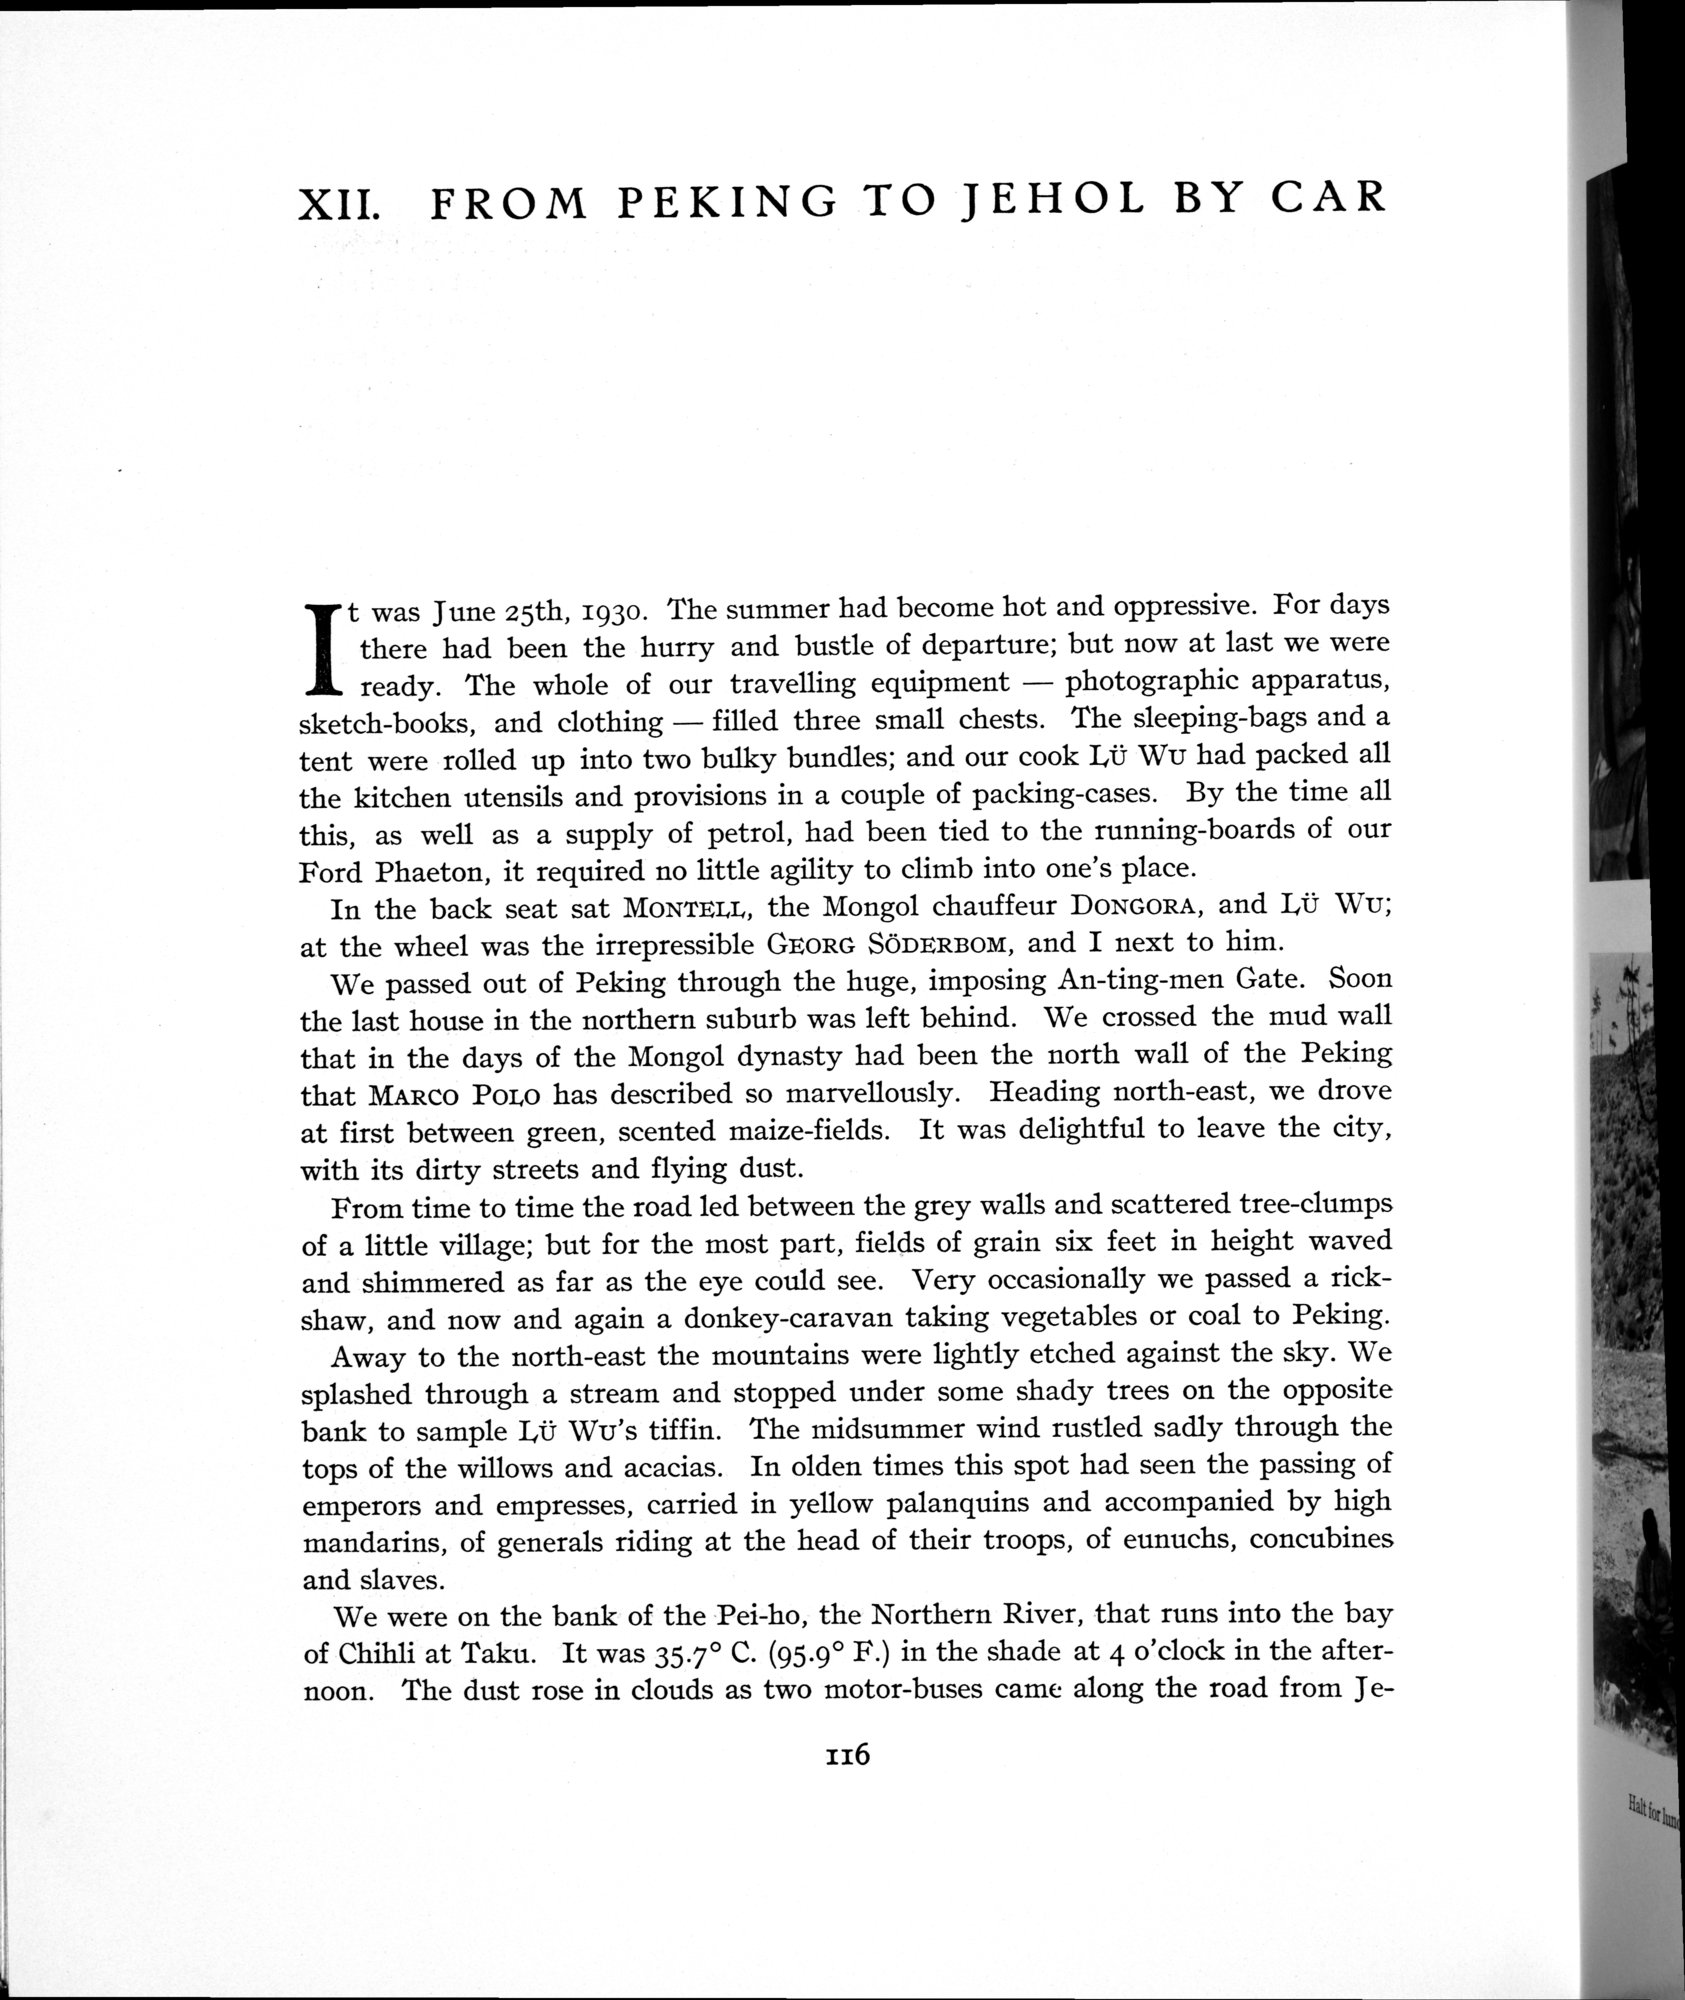 XII. FROM PEKING TO JEHOL BY CAR
It was June 25th, 1930. The summer had become hot and oppressive. For days
there had been the hurry and bustle of departure; but now at last we were
ready. The whole of our travelling equipment — photographic apparatus,
sketch-books, and clothing — filled three small chests. The sleeping-bags and a
tent were rolled up into two bulky bundles; and our cook LÜ WU had packed all
the kitchen utensils and provisions in a couple of packing-cases. By the time all
this, as well as a supply of petrol, had been tied to the running-boards of our
Ford Phaeton, it required no little agility to climb into one's place.
In the back seat sat MONTELL, the Mongol chauffeur DONGORA, and LÜ WU;
at the wheel was the irrepressible GEORG SÖDERBOM, and I next to him.
We passed out of Peking through the huge, imposing An-ting-men Gate. Soon
the last house in the northern suburb was left behind. We crossed the mud wall
that in the days of the Mongol dynasty had been the north wall of the Peking
that MARCO POLO has described so marvellously. Heading north-east, we drove
at first between green, scented maize-fields. It was delightful to leave the city,
with its dirty streets and flying dust.
From time to time the road led between the grey walls and scattered tree-clumps
of a little village; but for the most part, fields of grain six feet in height waved
and shimmered as far as the eye could see. Very occasionally we passed a rick-
shaw, and now and again a donkey-caravan taking vegetables or coal to Peking.
Away to the north-east the mountains were lightly etched against the sky. We
splashed through a stream and stopped under some shady trees on the opposite
bank to sample LÜ WU's tiffin. The midsummer wind rustled sadly through the
tops of the willows and acacias. In olden times this spot had seen the passing of
emperors and empresses, carried in yellow palanquins and accompanied by high
mandarins, of generals riding at the head of their troops, of eunuchs, concubines
and slaves.
We were on the bank of the Pei-ho, the Northern River, that runs into the bay
of Chihli at Taku. It was 35.7° C. (95.9° F.) in the shade at 4 o'clock in the after-
noon. The dust rose in clouds as two motor-buses came along the road from Je-
116
Halt for